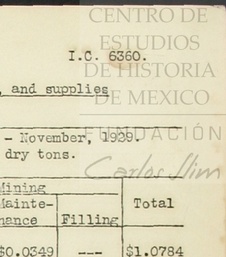 CENTRO DE
ESTUDIOS
I.C. 6360.
DE HISTORIA
, and supplies
DE MEXICO
- November, 1929.
FUNDACIÓN
dry tons.
Carlos Slim
Mining
Mainte-
nance Filling Total
$0.0349 --- $1.0784